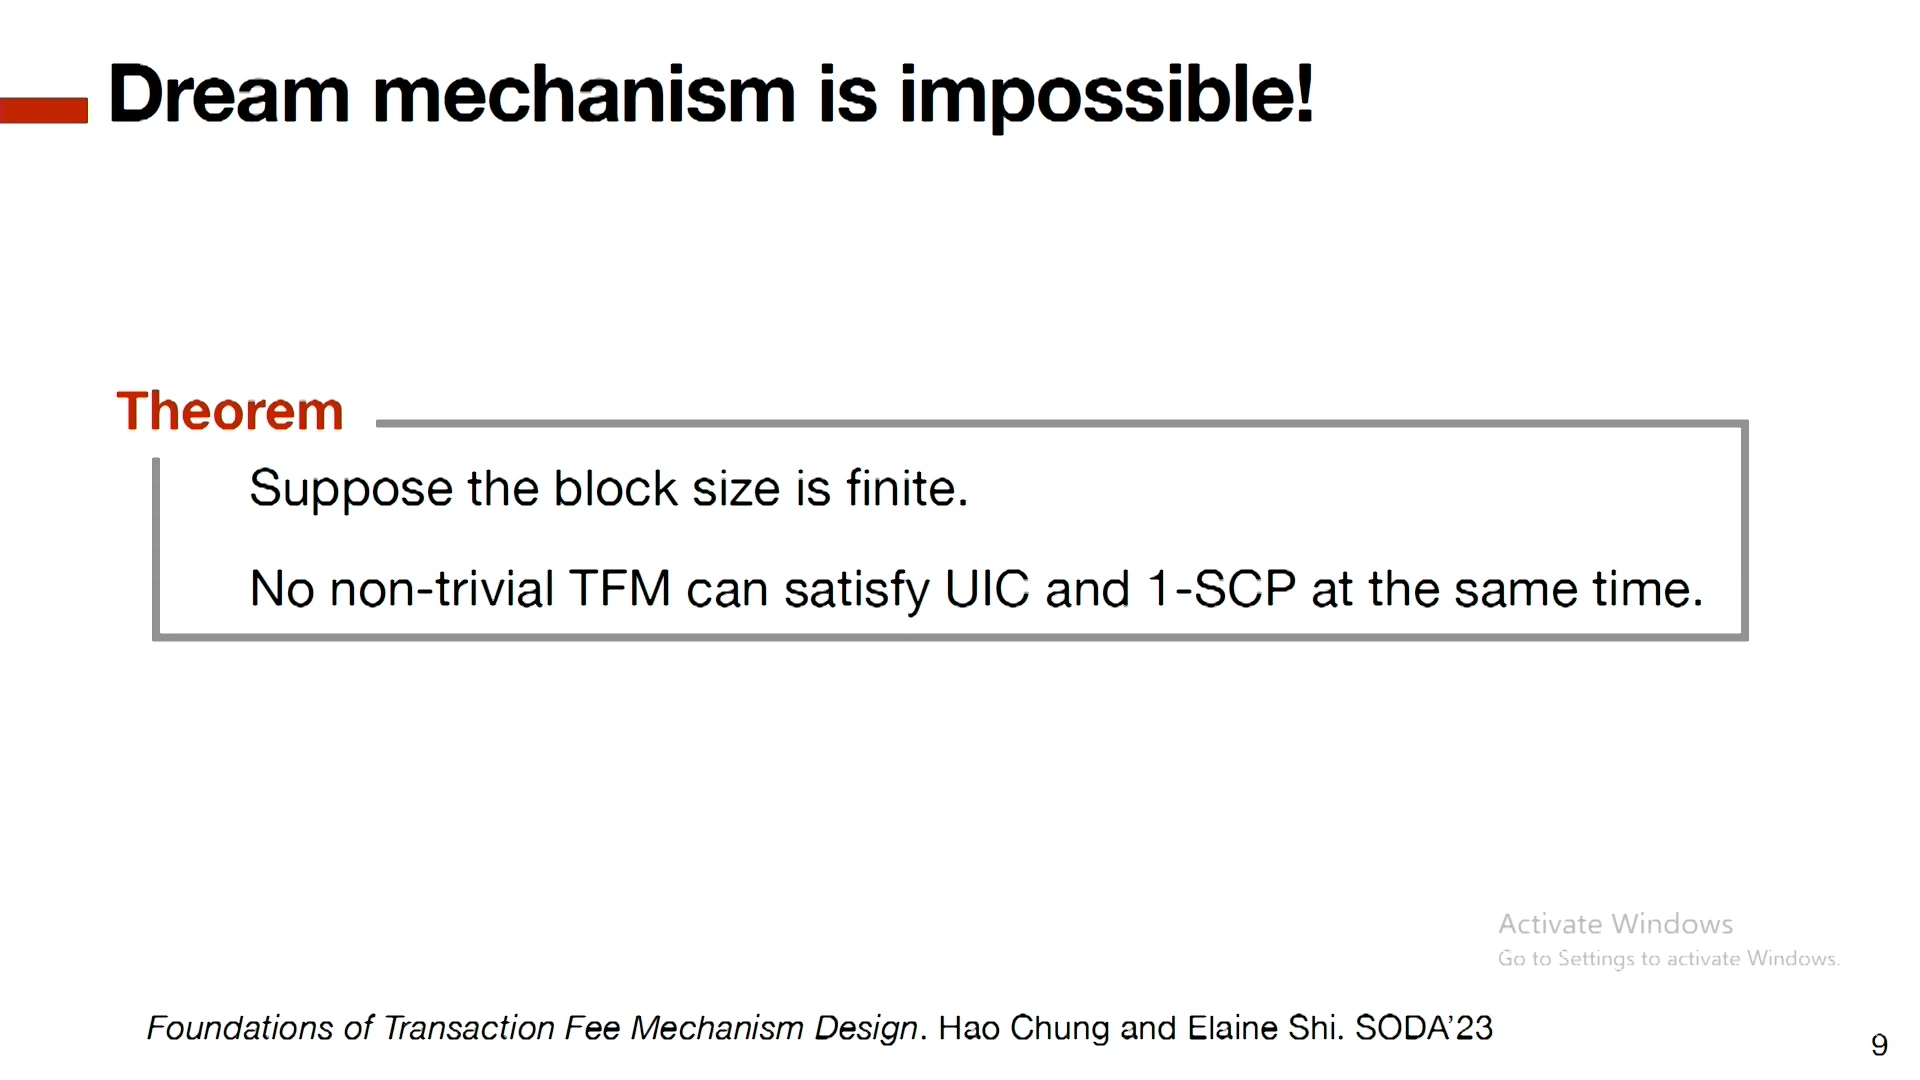 Dream mechanism is impossible!
Theorem
Suppose the block size is finite.
No non-trivial TFM can satisfy UIC and 1-SCP at the same time.
Activate Windows
Go to Settings to activate Windows.
Foundations of Transaction Fee Mechanism Design. Hao Chung and Elaine Shi. SODA’23
9